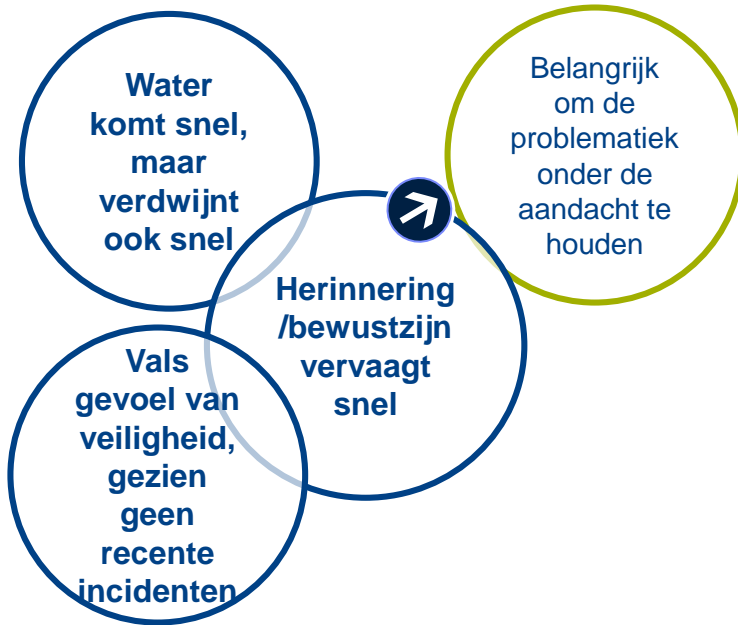 Water
komt snel,
maar
verdwijnt
ook snel
Vals
gevoel van
veiligheid,
gezien
geen
recente
incidenten
Herinnering
/bewustzijn
vervaagt
snel
Belangrijk
om de
problematiek
onder de
aandacht te
houden